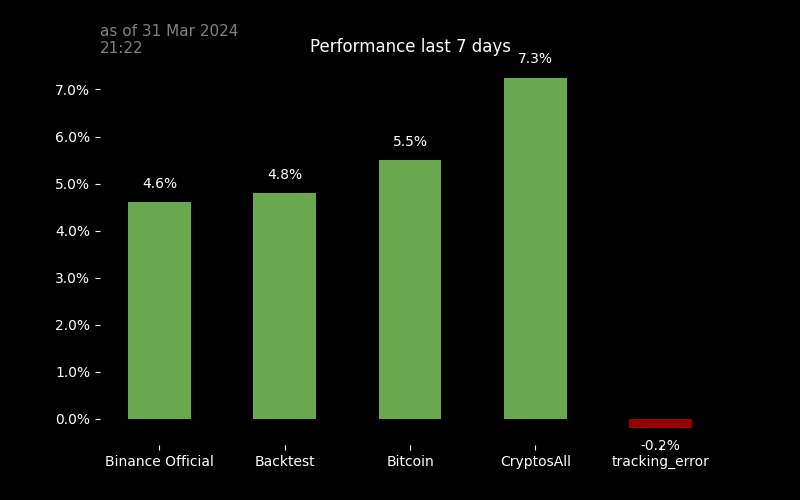 as of 31 Mar 2024
21:22
Performance last 7 days
7.3%
7.0%
6.0%
5.5%
5.0%
4.6%
4.8%
4.0%
3.0%
2.0%
1.0%
0.0%
-0.2%
Binance Official
Backtest
Bitcoin
CryptosAll
tracking_error